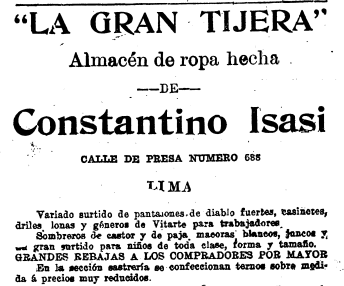 “LA GRAN TIJERA”
Almacén de ropa hecha
—DE—
Constantino Isasi
CALLE DE PRESA NUMERO 688
LIMA
Variado surtido de pantalones de diablo fuertes, casinetes,
driles lonas y géneros de Vitarte para trabajadores
Sombreros de castor y de paja macoras blancos, juncos y
gran surtido para niños de toda clase, forma y tamaño.
GRANDES REBAJAS A LOS COMPRADORES POR MAYOR
En la sección sastrería se confeccionan ternos sobre medi-
da á precios muy reducidos.